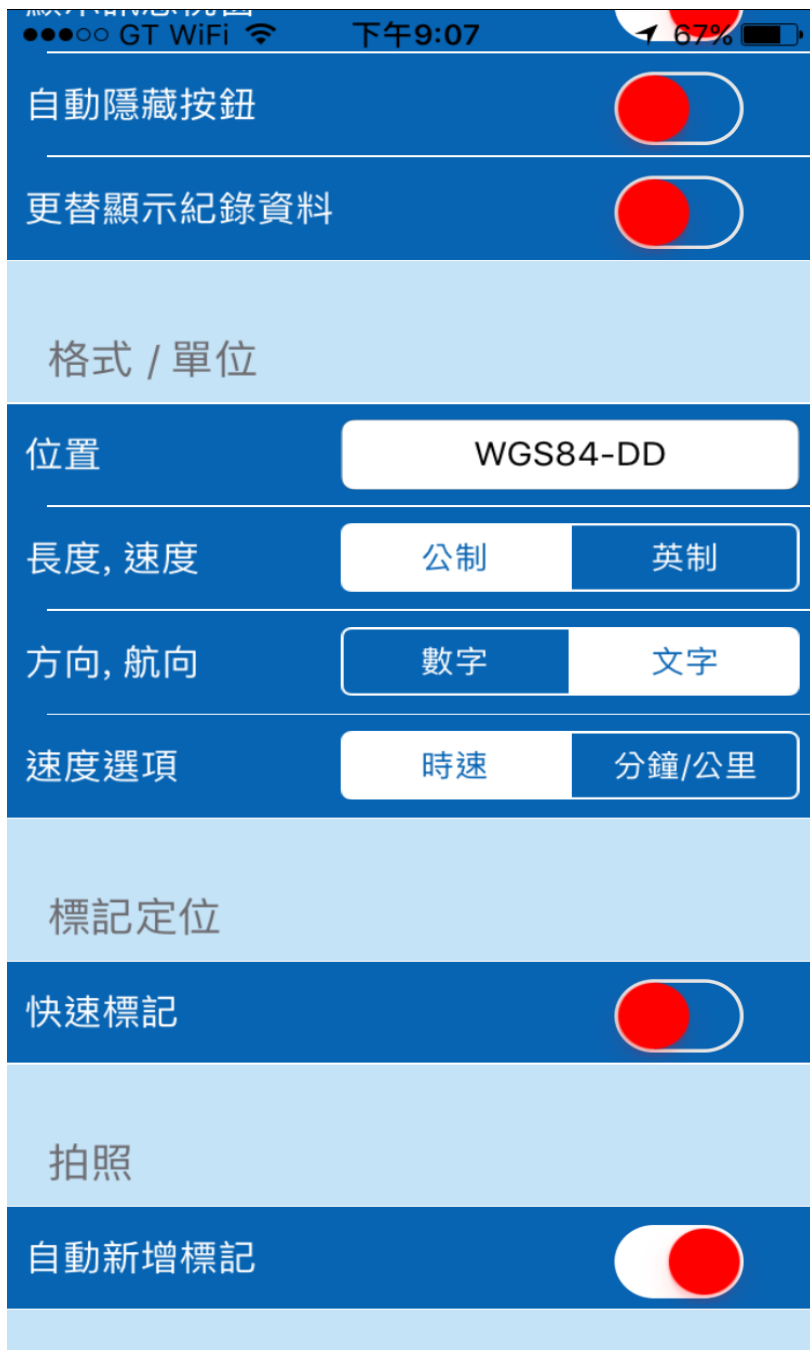 ●●●○○ GT WiFi 下午9:07 67%
自動隱藏按鈕
更替顯示紀錄資料
格式 / 單位
位置 WGS84-DD
長度, 速度 公制 英制
方向, 航向 數字 文字
速度選項 時速 分鐘/公里
標記定位
快速標記
拍照
自動新增標記